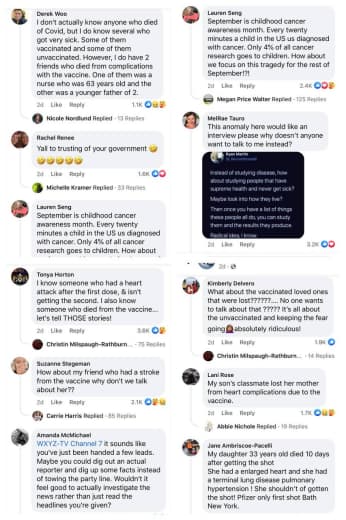 Derek Woo
I don't actually know anyone who died
of Covid, but I do know several who
got very sick. Some of them
vaccinated and some of them
unvaccinated. However, I do have 2
friends who died from complications
with the vaccine. One of them was a
nurse who was 63 years old and the
other was a younger father of 2.
2d Like Reply 1.1K
Nicole Nordlund Replied · 13 Replies
Rachel Renee
Yall to trusting of your government
2d Like Reply 1.6K
Michelle Kramer Replied · 33 Replies
Lauren Seng
September is childhood cancer
awareness month. Every twenty
minutes a child in the US us diagnosed
with cancer. Only 4% of all cancer
research goes to children. How about
Tonya Horton
I know someone who had a heart
attack after the first dose, & isn't
getting the second. I also know
someone who died from the vaccine...
let's tell THOSE stories!
2d Like Reply 3.6K
Christin Milspaugh-Rathburn... · 75 Replies
Suzanne Stegeman
How about my friend who had a stroke
from the vaccine why don't we talk
about her??
2d Like Reply 2.1K
Carrie Harris Replied · 85 Replies
Amanda McMichael
WXYZ-TV Channel 7 it sounds like
you've just been handed a few leads.
Maybe you could dig out an actual
reporter and dig up some facts instead
of towing the party line. Wouldn't it
feel good to actually investigate the
news rather than just read the
headlines you're given?
Lauren Seng
September is childhood cancer
awareness month. Every twenty
minutes a child in the US us diagnosed
with cancer. Only 4% of all cancer
research goes to children. How about
we focus on this tragedy for the rest of
September?!!
2d Like Reply 2.4K
Megan Price Walter Replied · 125 Replies
MelRae Tauro
This anomaly here would like an
interview please why doesn't anyone
want to talk to me instead?
Instead of studying disease, how
about studying people that have
supreme health and never get sick?
Maybe look into how they live?
Then once you have a list of things
these people all do, you can study
them and the results they produce.
Radical idea, I know.
2d Like Reply 3.2K
2d
Kimberly Delvero
What about the vaccinated loved ones
that were lost??????.... No one wants
to talk about that ????? It's all about
the unvaccinated and keeping the fear
going absolutely ridiculous!
2d Like Reply 1.9K
Christin Milspaugh-Rathburn... · 14 Replies
Lani Rose
My son's classmate lost her mother
from heart complications due to the
vaccine.
2d Like Reply 1.7K
Abbie Nichole Replied · 19 Replies
Jane Ambriscoe-Pacelli
My daughter 33 years old died 10 days
after getting the shot
She had a enlarged heart and she had
a terminal lung disease pulmonary
hypertension ! She shouldn't of gotten
the shot! Pfizer only first shot Bath
New York.